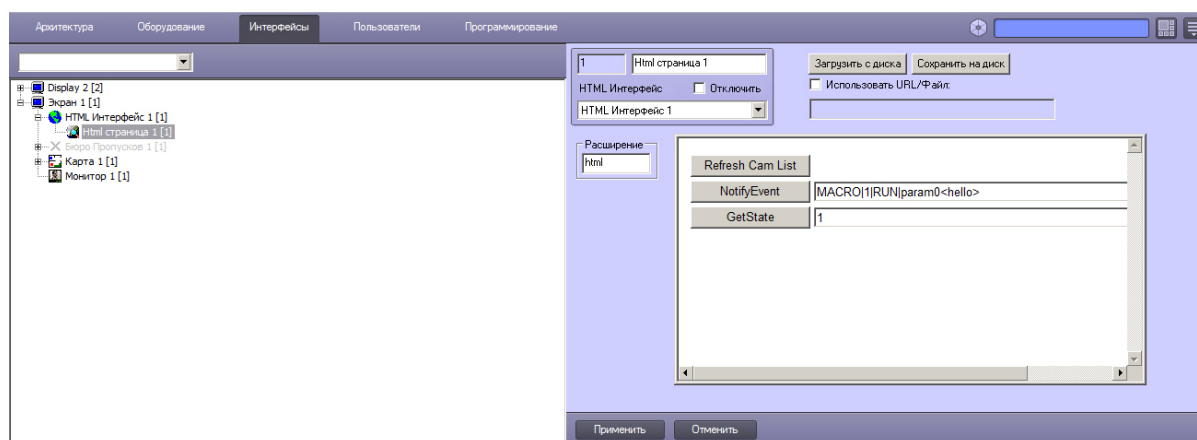 Архитектура Оборудование Интерфейсы Пользователи Программирование
1 Html страница 1 Загрузить с диска Сохранить на диск
HTML Интерфейс Отключить Использовать URL/Файл:
HTML Интерфейс 1
Display 2 [2]
Экран 1 [1]
HTML Интерфейс 1 [1]
Html страница 1 [1]
Бюро Пропусков 1 [1]
Карта 1 [1]
Монитор 1 [1]
Расширение
html
Refresh Cam List
NotifyEvent MACRO|1|RUN|param0<hello>
GetState 1
Применить Отменить